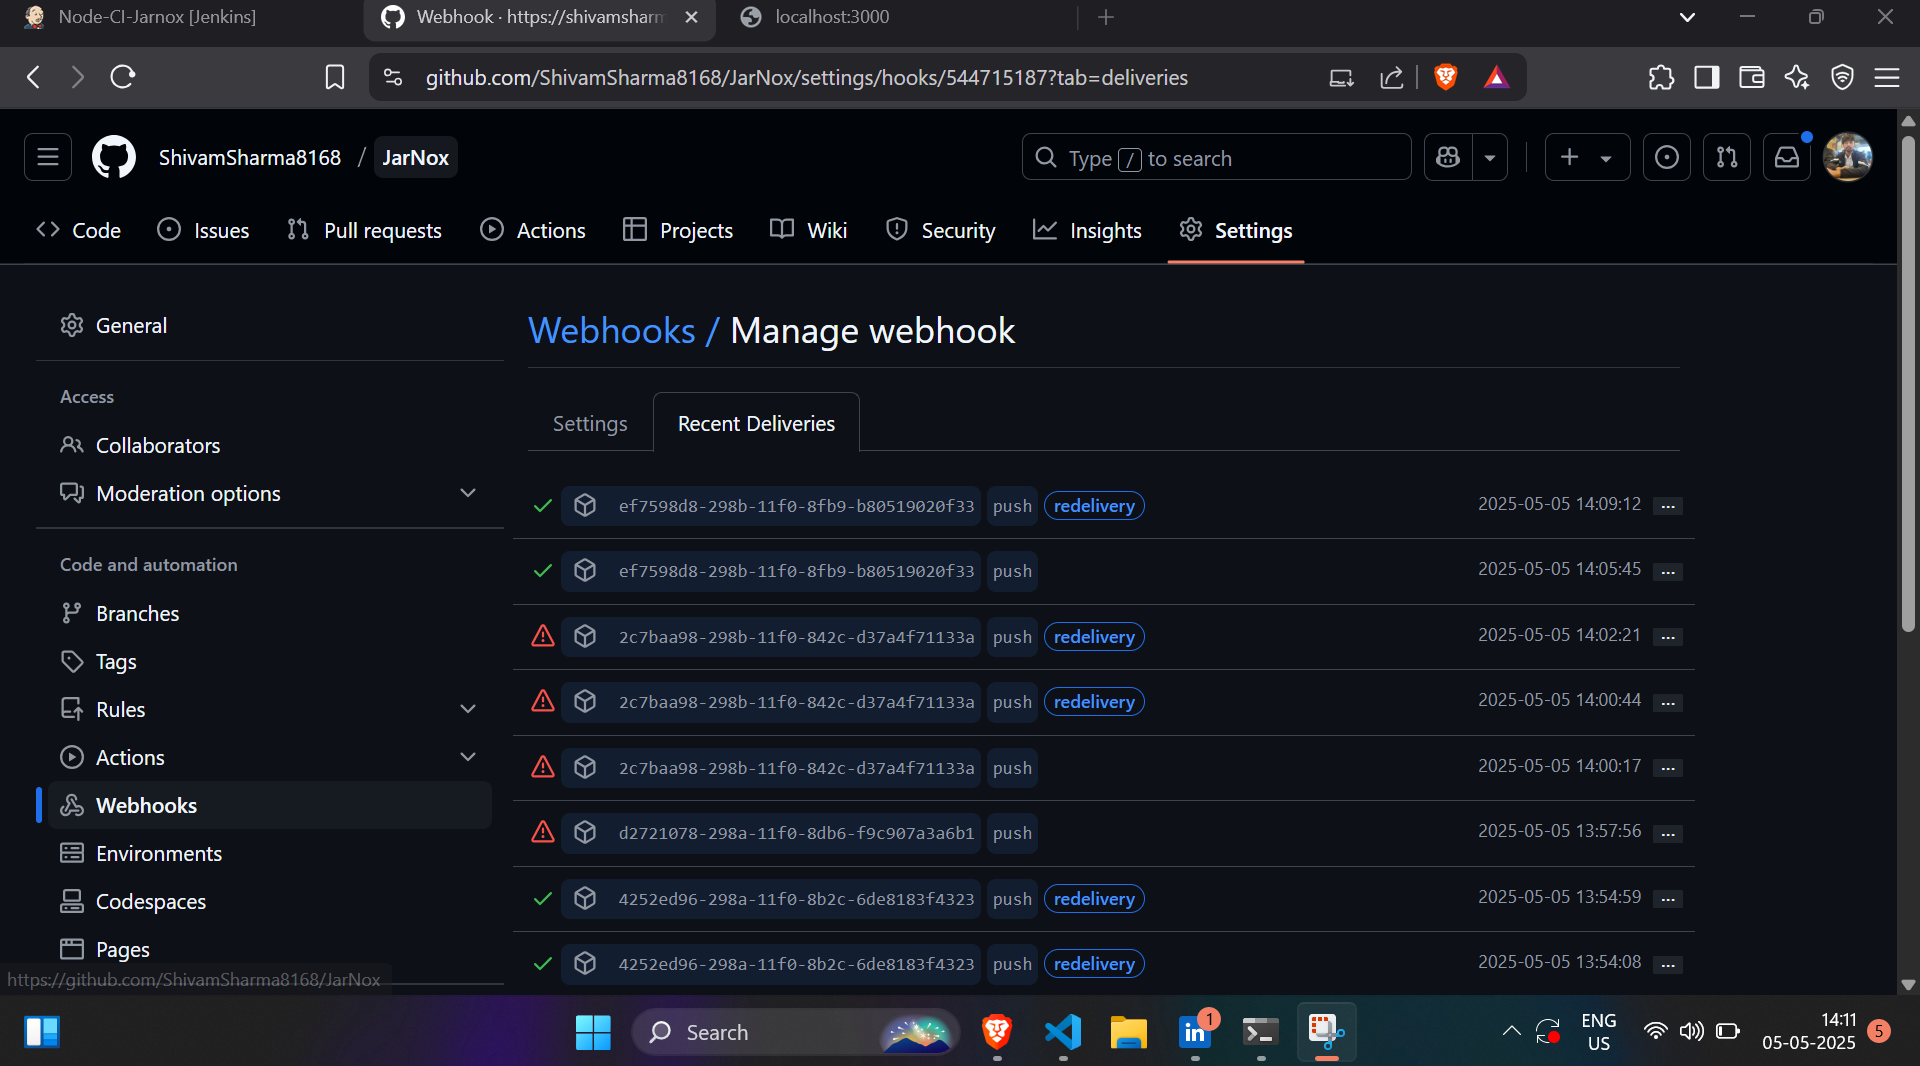 Node-CI-Jarnox [Jenkins]
Webhook · https://shivamsharm
localhost:3000
github.com/ShivamSharma8168/JarNox/settings/hooks/544715187?tab=deliveries
ShivamSharma8168 / JarNox
Type / to search
Code
Issues
Pull requests
Actions
Projects
Wiki
Security
Insights
Settings
General
Access
Collaborators
Moderation options
Code and automation
Branches
Tags
Rules
Actions
Webhooks
Environments
Codespaces
Pages
https://github.com/ShivamSharma8168/JarNox
Webhooks / Manage webhook
Settings
Recent Deliveries
ef7598d8-298b-11f0-8fb9-b80519020f33 push redelivery 2025-05-05 14:09:12 ...
ef7598d8-298b-11f0-8fb9-b80519020f33 push 2025-05-05 14:05:45 ...
2c7baa98-298b-11f0-842c-d37a4f71133a push redelivery 2025-05-05 14:02:21 ...
2c7baa98-298b-11f0-842c-d37a4f71133a push redelivery 2025-05-05 14:00:44 ...
2c7baa98-298b-11f0-842c-d37a4f71133a push 2025-05-05 14:00:17 ...
d2721078-298a-11f0-8db6-f9c907a3a6b1 push 2025-05-05 13:57:56 ...
4252ed96-298a-11f0-8b2c-6de8183f4323 push redelivery 2025-05-05 13:54:59 ...
4252ed96-298a-11f0-8b2c-6de8183f4323 push redelivery 2025-05-05 13:54:08 ...
Search
in
1
ENG
US
14:11
05-05-2025
5